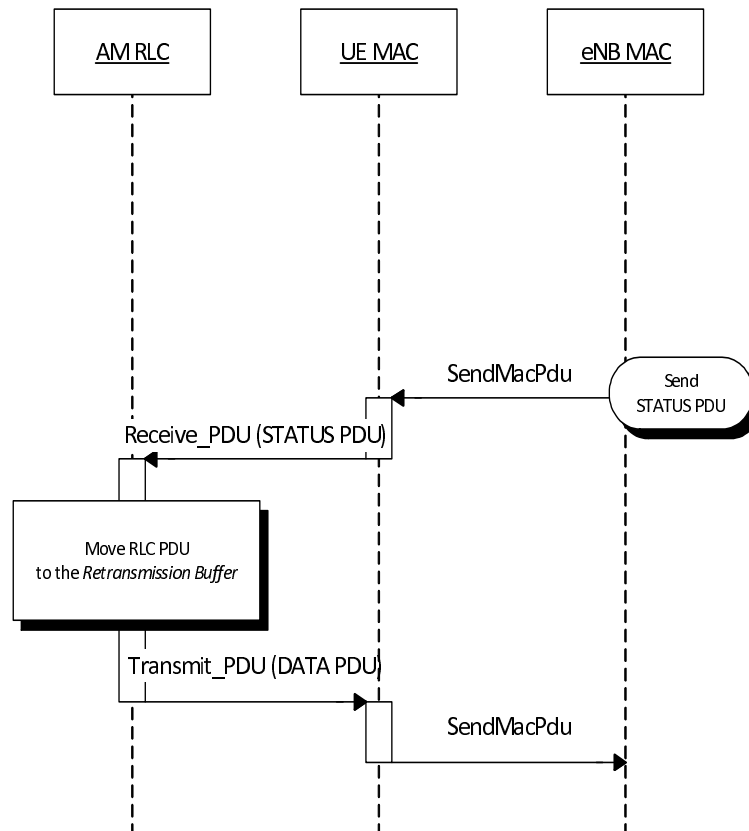 AM RLC
UE MAC
eNB MAC
SendMacPdu
Send
STATUS PDU
Receive_PDU (STATUS PDU)
Move RLC PDU
to the Retransmission Buffer
Transmit_PDU (DATA PDU)
SendMacPdu